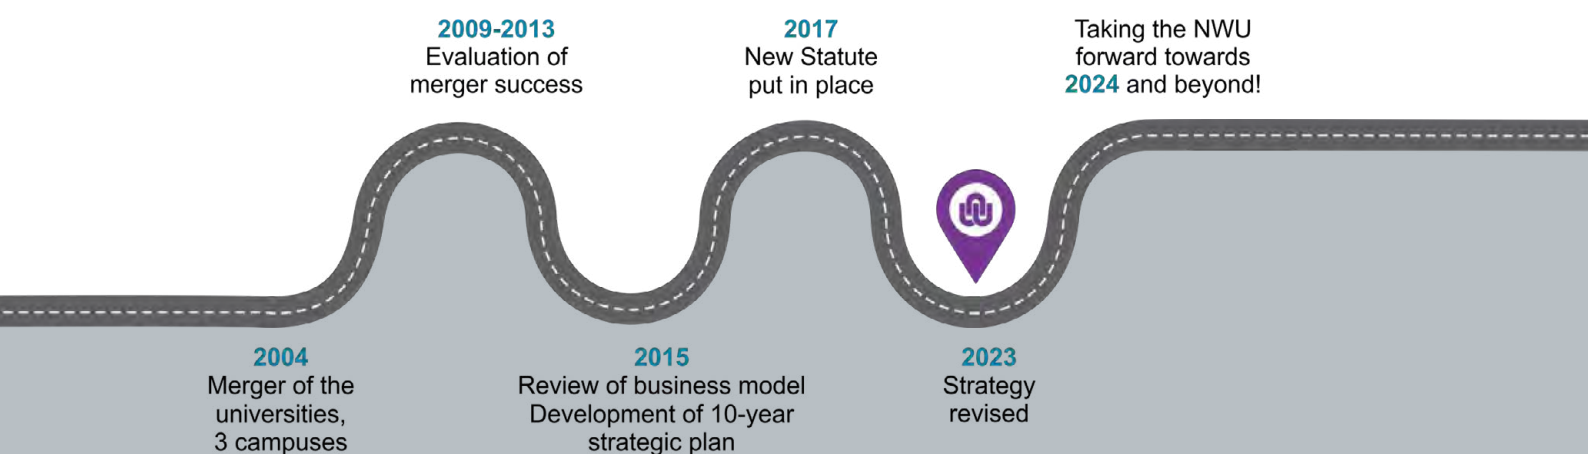 2009-2013
Evaluation of
merger success
2017
New Statute
put in place
Taking the NWU
forward towards
2024 and beyond!
2004
Merger of the
universities,
3 campuses
2015
Review of business model
Development of 10-year
strategic plan
2023
Strategy
revised